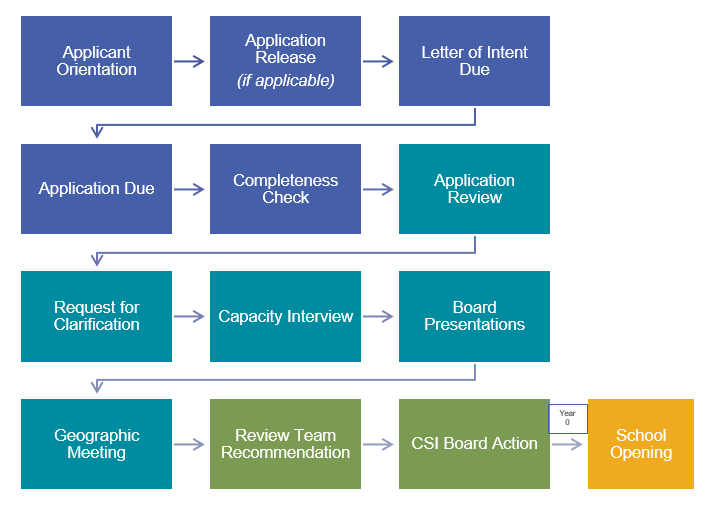 Applicant
Orientation
Application
Release
(if applicable)
Letter of Intent
Due
Application Due
Completeness
Check
Application
Review
Request for
Clarification
Capacity Interview
Board
Presentations
Geographic
Meeting
Review Team
Recommendation
CSI Board Action
Year
0
School
Opening